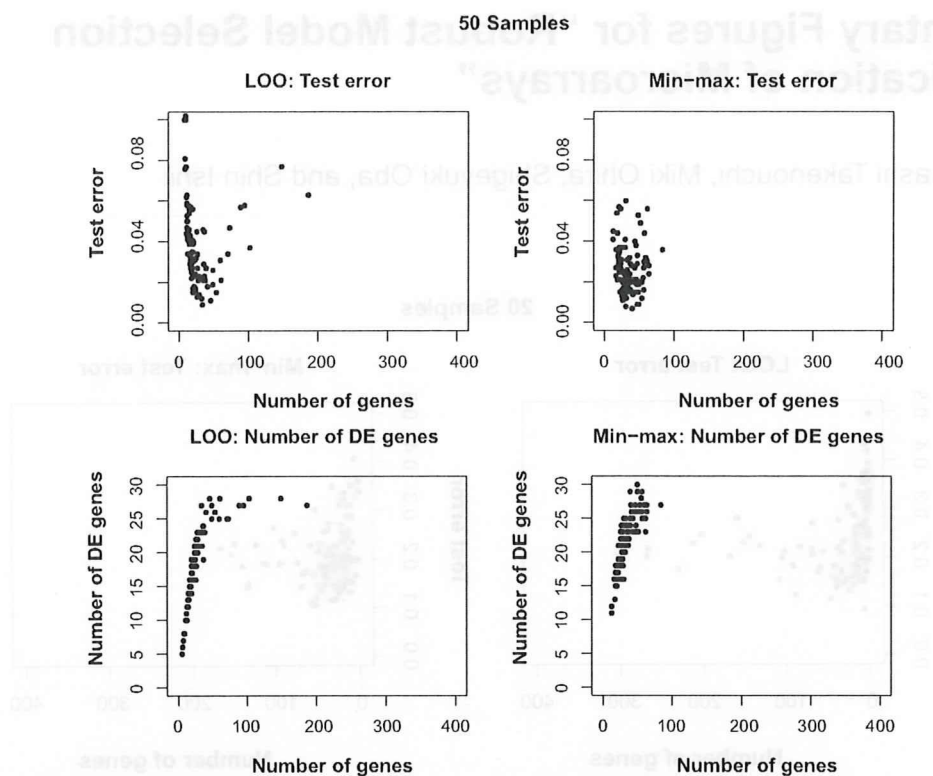 50 Samples
LOO: Test error
Min−max: Test error
Test error
0.00 0.04 0.08
0 100 200 300 400
Number of genes
Test error
0.00 0.04 0.08
0 100 200 300 400
Number of genes
LOO: Number of DE genes
Min−max: Number of DE genes
Number of DE genes
0 5 10 15 20 25 30
0 100 200 300 400
Number of genes
Number of DE genes
0 5 10 15 20 25 30
0 100 200 300 400
Number of genes